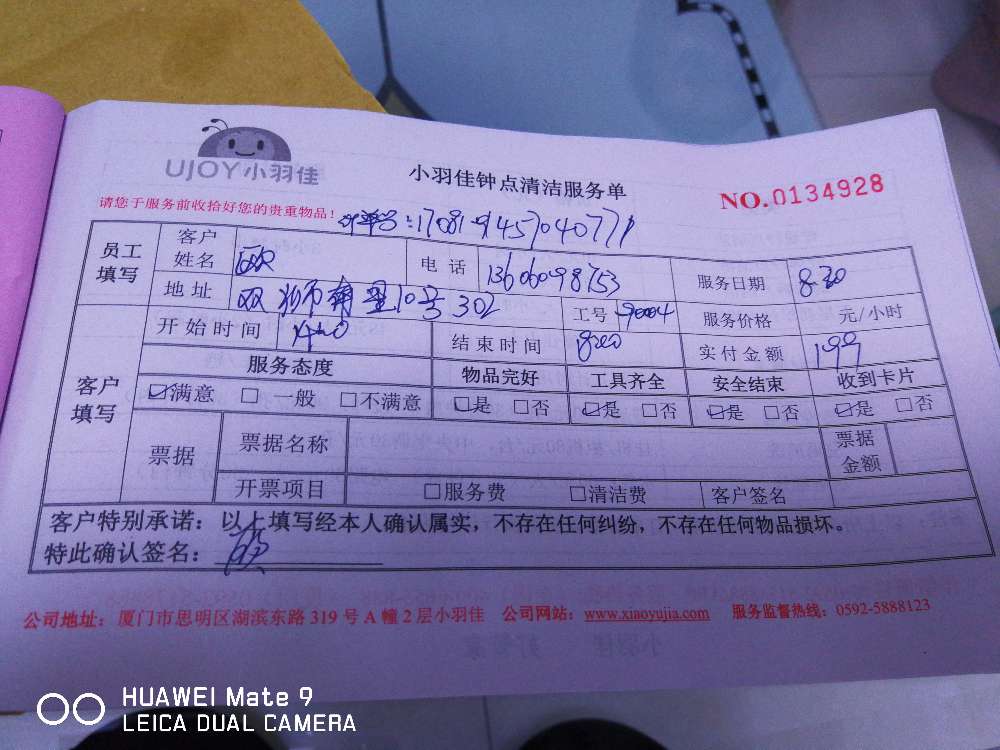 UJOY小羽佳
小羽佳钟点清洁服务单
NO.0134928
请您于服务前收拾好您的贵重物品!
员工填写 客户姓名 电话 13606098753 服务日期 8.30
地址 10号302 工号 9004 服务价格 元/小时
客户填写 开始时间 结束时间 实付金额 199
服务态度 物品完好 工具齐全 安全结束 收到卡片
☑满意 □一般 □不满意 ☑是 □否 ☑是 □否 ☑是 □否 ☑是 □否
票据 票据名称 票据金额
开票项目 □服务费 □清洁费 客户签名
客户特别承诺:以上填写经本人确认属实,不存在任何纠纷,不存在任何物品损坏。
特此确认签名:
公司地址:厦门市思明区湖滨东路319号A幢2层小羽佳 公司网站:www.xiaoyujia.com 服务监督热线:0592-5888123
HUAWEI Mate 9
LEICA DUAL CAMERA